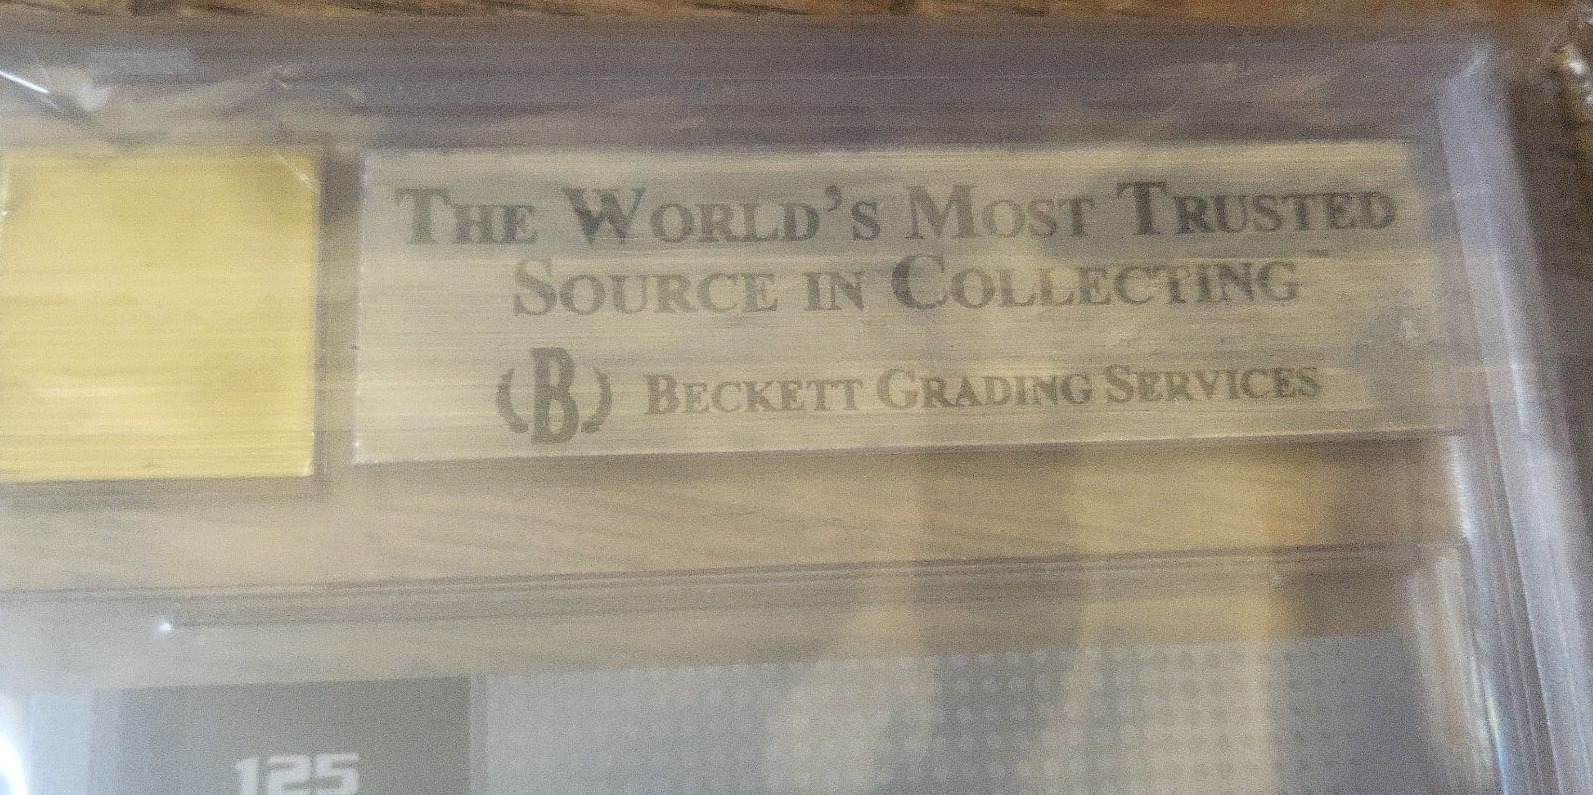 THE WORLD'S MOST TRUSTED
SOURCE IN COLLECTING™
B BECKETT GRADING SERVICES
125